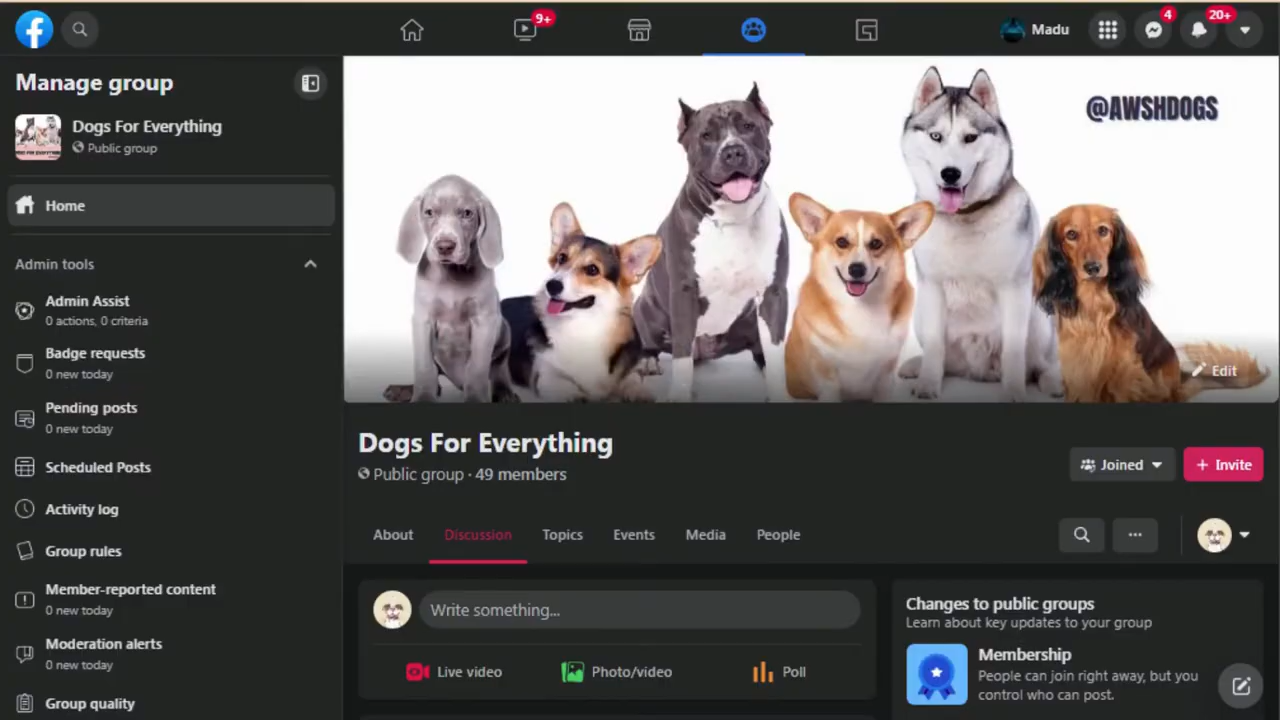 9+
Madu
4
20+
Manage group
Dogs For Everything
Public group
Home
Admin tools
Admin Assist
0 actions, 0 criteria
Badge requests
0 new today
Pending posts
0 new today
Scheduled Posts
Activity log
Group rules
Member-reported content
0 new today
Moderation alerts
0 new today
Group quality
@AWSHDOGS
Edit
Dogs For Everything
Public group · 49 members
Joined
+ Invite
About Discussion Topics Events Media People
Write something...
Live video Photo/video Poll
Changes to public groups
Learn about key updates to your group
Membership
People can join right away, but you
control who can post.